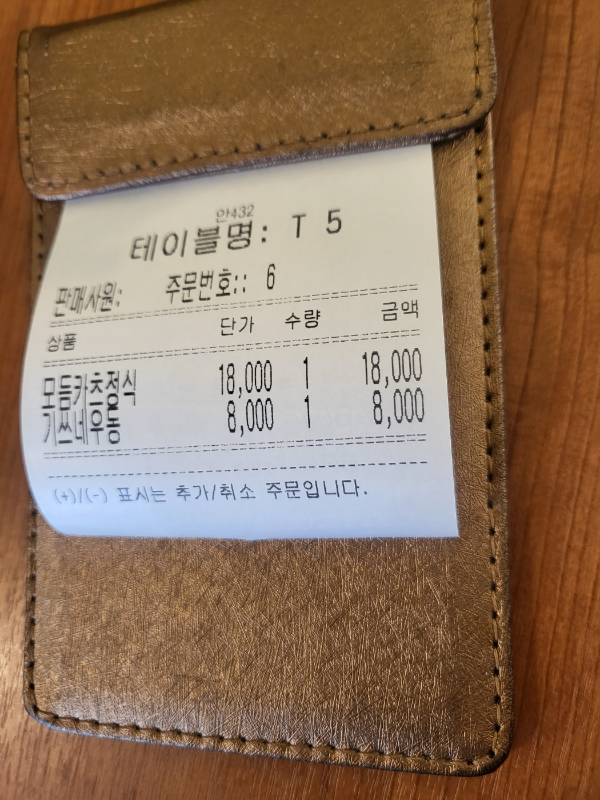 안432
테이블명: T 5
판매사원: 주문번호:: 6
상품 단가 수량 금액
모듬카츠정식 18,000 1 18,000
기쓰네우동 8,000 1 8,000
(+)/(-) 표시는 추가/취소 주문입니다.